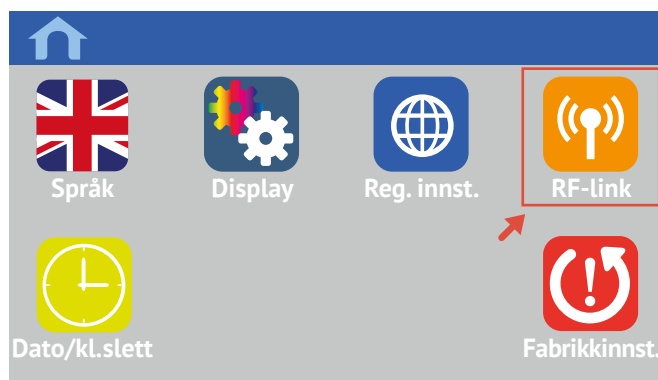 Språk
Display
Reg. innst.
RF-link
Dato/kl.slett
Fabrikkinnst.